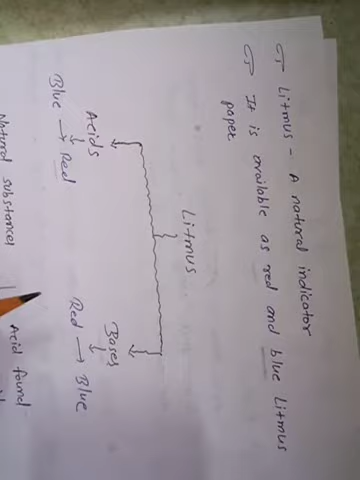 Litmus - A natural indicator
It is available as red and blue Litmus
paper
Litmus
Acids
Bases
Blue → Red
Red → Blue
Natural substance
Acid found